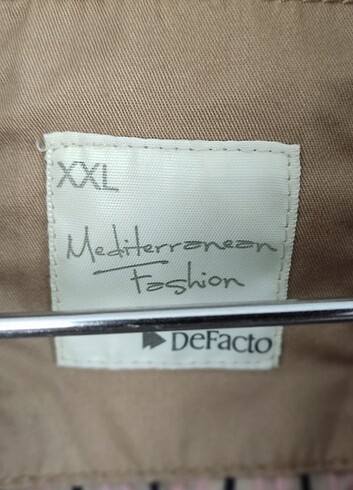 XXL
Mediterranean
Fashion
DeFacto